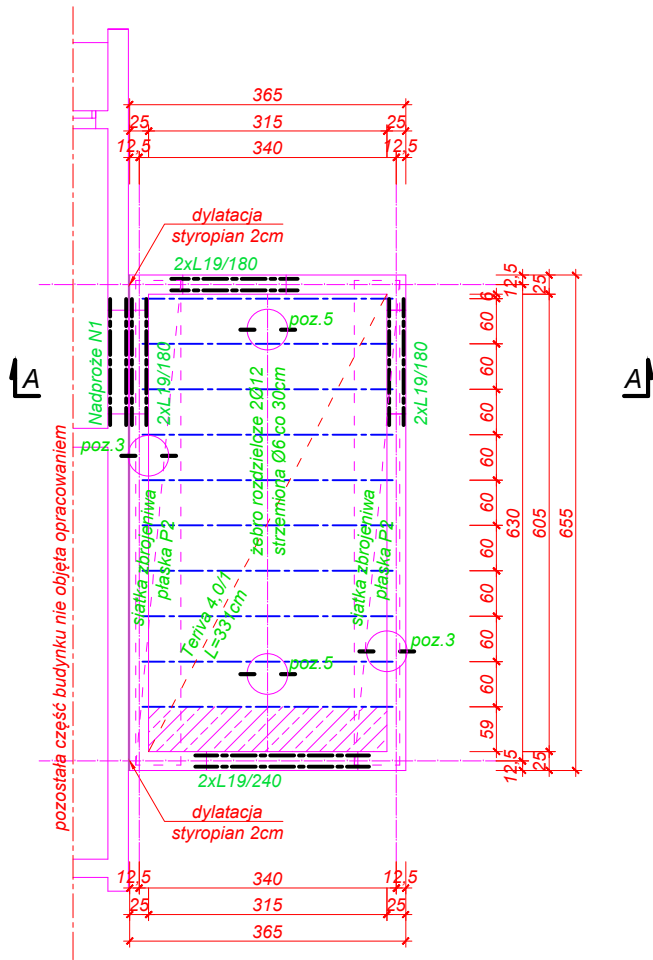 365
25
315
25
12,5
340
12,5
dylatacja
styropian 2cm
2xL19/180
12,5
25
6
poz.5
60
60
60
60
60
60
60
60
60
59
630
605
655
12,5
25
A
A
Nadproże N1
2xL19/180
2xL19/180
poz.3
żebro rozdzielcze 2Ø12
strzemiona Ø6 co 30cm
siatka zbrojeniwa
płaska P2
siatka zbrojeniwa
płaska P2
Teriva 4, 0/1
L=331cm
poz.3
poz.5
pozostała część budynku nie objęta opracowaniem
2xL19/240
dylatacja
styropian 2cm
12,5
340
12,5
25
315
25
365